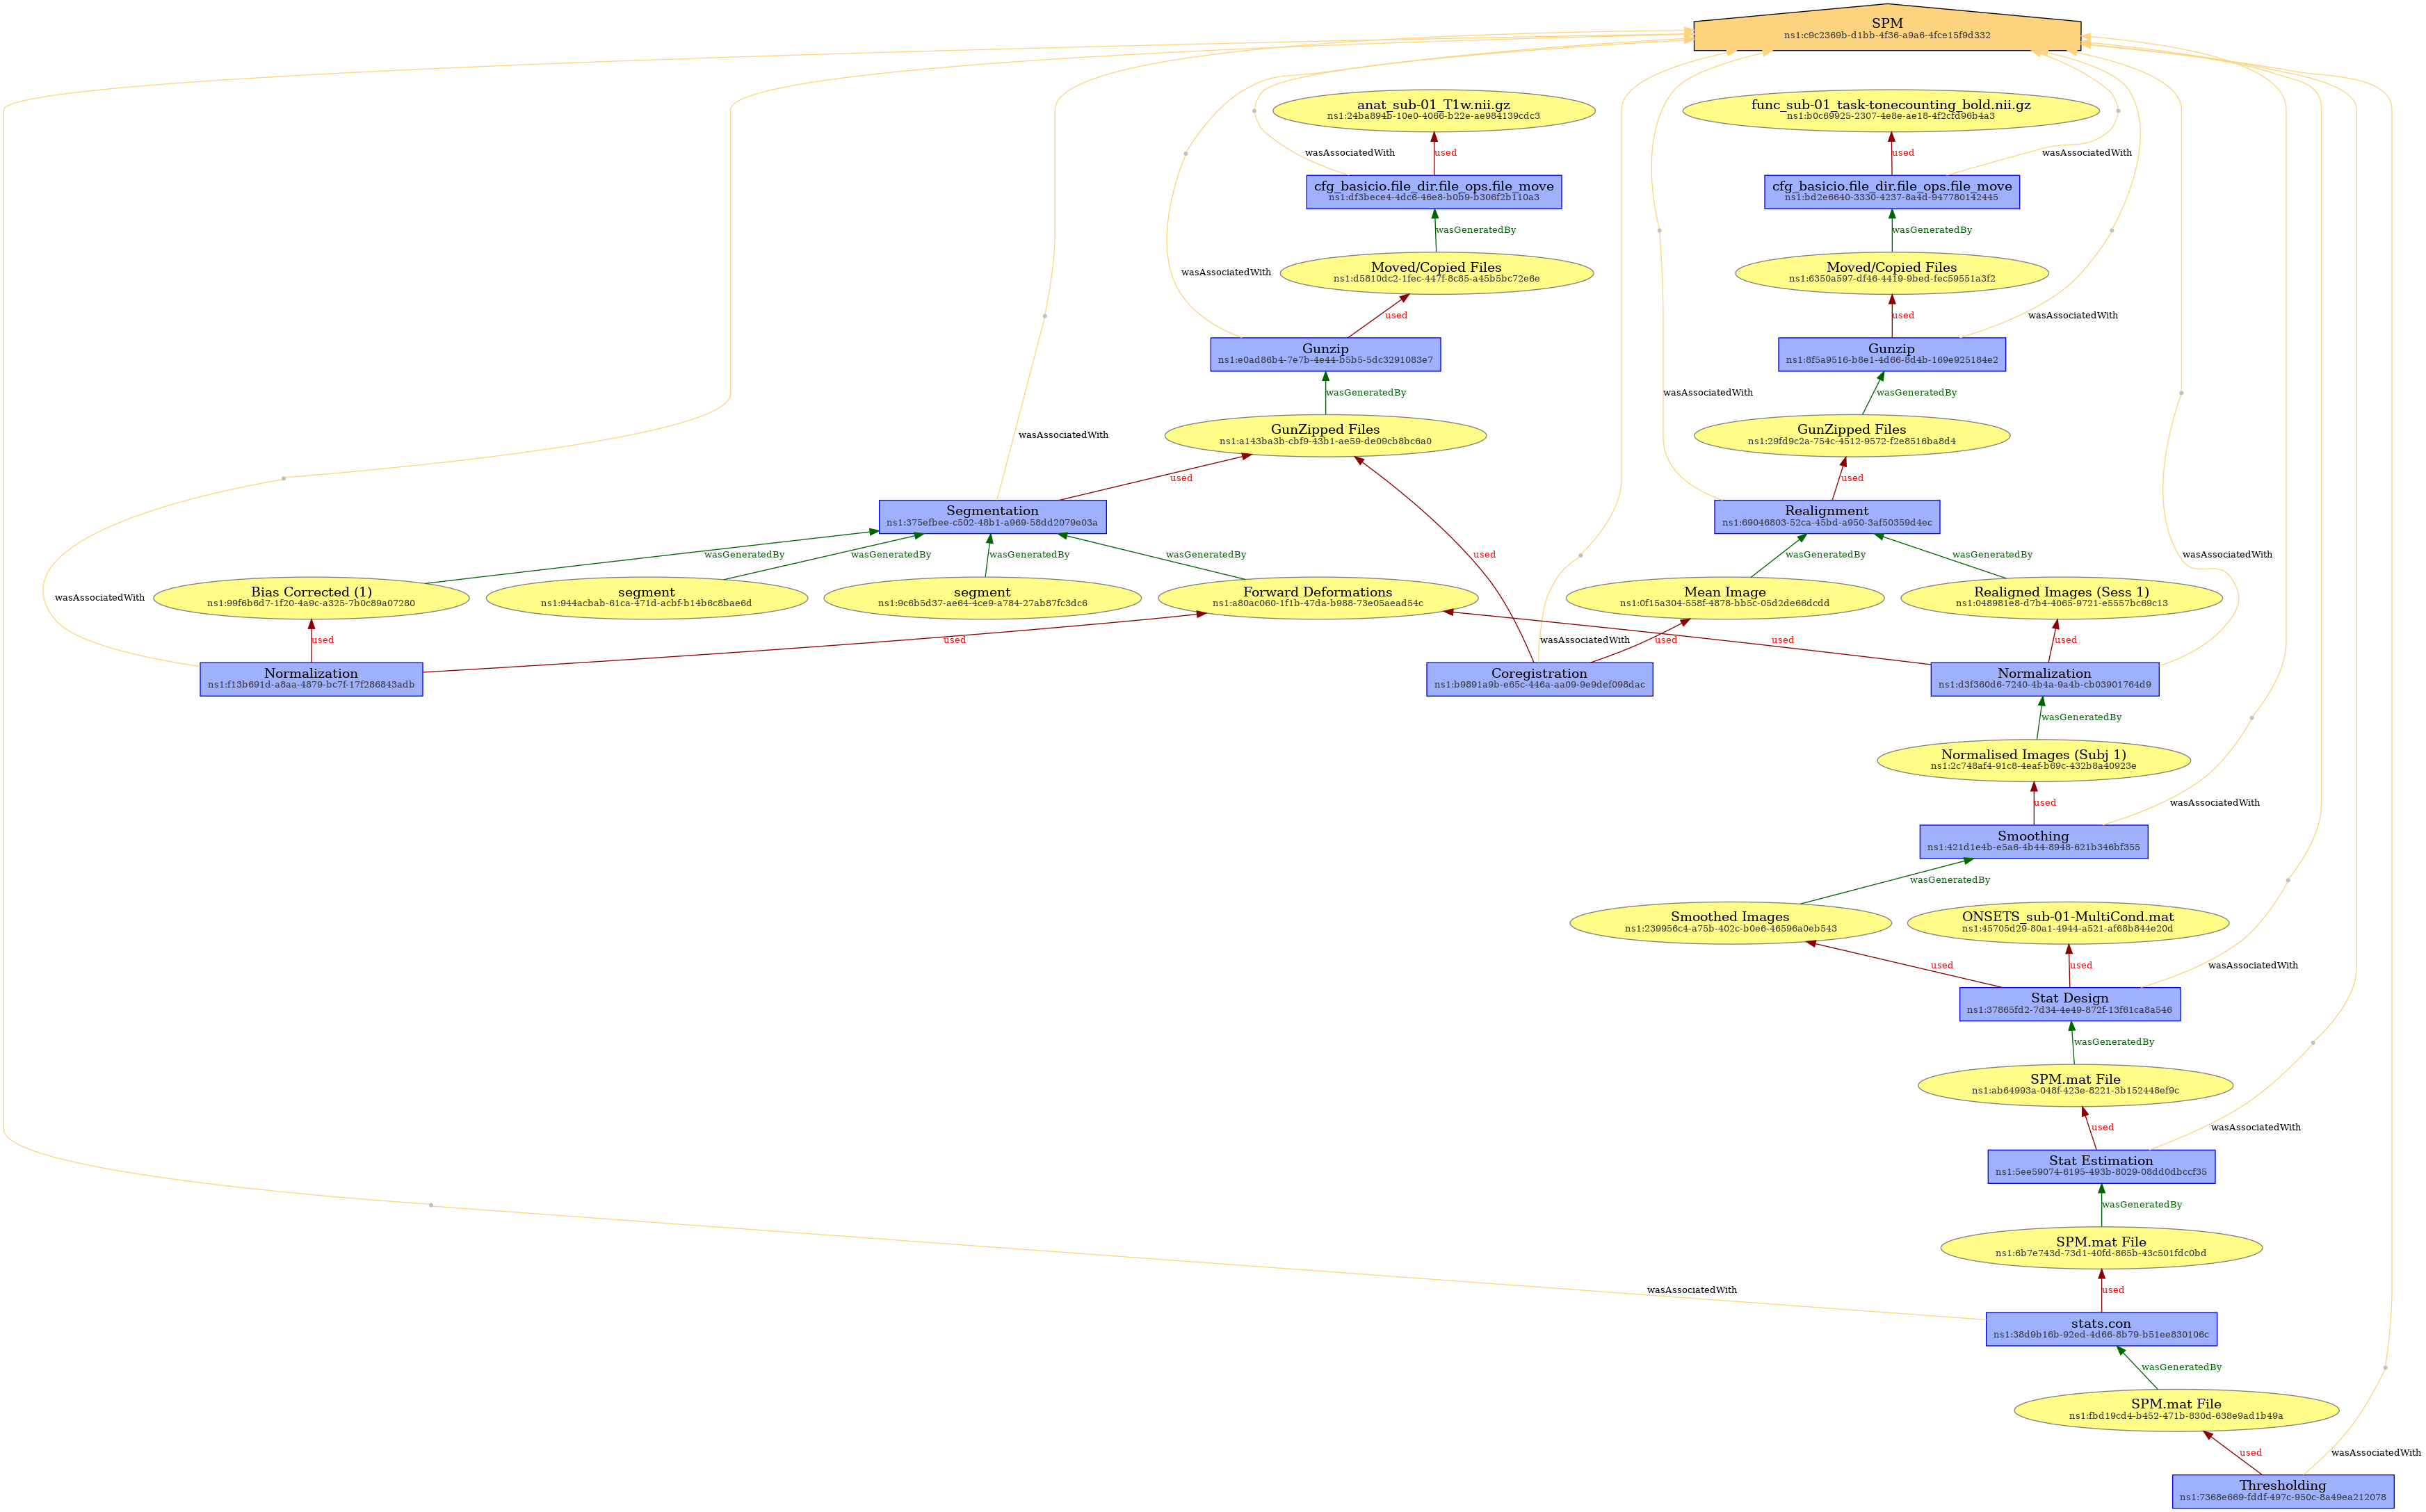 SPM
ns1:c9c2369b-d1bb-4f36-a9a6-4fce15f9d332
anat_sub-01_T1w.nii.gz
ns1:24ba894b-10e0-4066-b22e-ae984139cdc3
func_sub-01_task-tonecounting_bold.nii.gz
ns1:b0c69925-2307-4e8e-ae18-4f2cfd96b4a3
wasAssociatedWith
used
used
wasAssociatedWith
cfg_basicio.file_dir.file_ops.file_move
ns1:df3bece4-4dc6-46e8-b0b9-b306f2b110a3
cfg_basicio.file_dir.file_ops.file_move
ns1:bd2e6640-3330-4237-8a4d-947780142445
wasGeneratedBy
wasGeneratedBy
wasAssociatedWith
Moved/Copied Files
ns1:d5810dc2-1fec-447f-8c85-a45b5bc72e6e
Moved/Copied Files
ns1:6350a597-df46-4419-9bed-fec59551a3f2
used
used
wasAssociatedWith
Gunzip
ns1:e0ad86b4-7e7b-4e44-b5b5-5dc3291083e7
Gunzip
ns1:8f5a9516-b8e1-4d66-8d4b-169e925184e2
wasGeneratedBy
wasAssociatedWith
wasGeneratedBy
wasAssociatedWith
GunZipped Files
ns1:a143ba3b-cbf9-43b1-ae59-de09cb8bc6a0
GunZipped Files
ns1:29fd9c2a-754c-4512-9572-f2e8516ba8d4
used
used
Segmentation
ns1:375efbee-c502-48b1-a969-58dd2079e03a
Realignment
ns1:69046803-52ca-45bd-a950-3af50359d4ec
wasGeneratedBy
wasGeneratedBy
wasGeneratedBy
wasGeneratedBy
used
wasGeneratedBy
wasGeneratedBy
wasAssociatedWith
wasAssociatedWith
Bias Corrected (1)
ns1:99f6b6d7-1f20-4a9c-a325-7b0c89a07280
segment
ns1:944acbab-61ca-471d-acbf-b14b6c8bae6d
segment
ns1:9c6b5d37-ae64-4ce9-a784-27ab87fc3dc6
Forward Deformations
ns1:a80ac060-1f1b-47da-b988-73e05aead54c
Mean Image
ns1:0f15a304-558f-4878-bb5c-05d2de66dcdd
Realigned Images (Sess 1)
ns1:048981e8-d7b4-4065-9721-e5557bc69c13
used
used
wasAssociatedWith
used
used
used
Normalization
ns1:f13b691d-a8aa-4879-bc7f-17f286843adb
Coregistration
ns1:b9891a9b-e65c-446a-aa09-9e9def098dac
Normalization
ns1:d3f360d6-7240-4b4a-9a4b-cb03901764d9
wasGeneratedBy
Normalised Images (Subj 1)
ns1:2c748af4-91c8-4eaf-b69c-432b8a40923e
used
wasAssociatedWith
Smoothing
ns1:421d1e4b-e5a6-4b44-8948-621b346bf355
wasGeneratedBy
Smoothed Images
ns1:239956c4-a75b-402c-b0e6-46596a0eb543
ONSETS_sub-01-MultiCond.mat
ns1:45705d29-80a1-4944-a521-af68b844e20d
used
used
wasAssociatedWith
Stat Design
ns1:37865fd2-7d34-4e49-872f-13f61ca8a546
wasGeneratedBy
SPM.mat File
ns1:ab64993a-048f-423e-8221-3b152448ef9c
used
wasAssociatedWith
Stat Estimation
ns1:5ee59074-6195-493b-8029-08dd0dbccf35
wasGeneratedBy
SPM.mat File
ns1:6b7e743d-73d1-40fd-865b-43c501fdc0bd
wasAssociatedWith
used
stats.con
ns1:38d9b16b-92ed-4d66-8b79-b51ee830106c
wasGeneratedBy
SPM.mat File
ns1:fbd19cd4-b452-471b-830d-638e9ad1b49a
used
wasAssociatedWith
Thresholding
ns1:7368e669-fddf-497c-950c-8a49ea212078